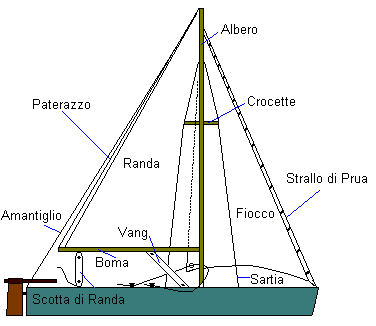 Albero
Paterazzo
Crocette
Randa
Strallo di Prua
Amantiglio
Fiocco
Vang
Boma
Sartia
Scotta di Randa